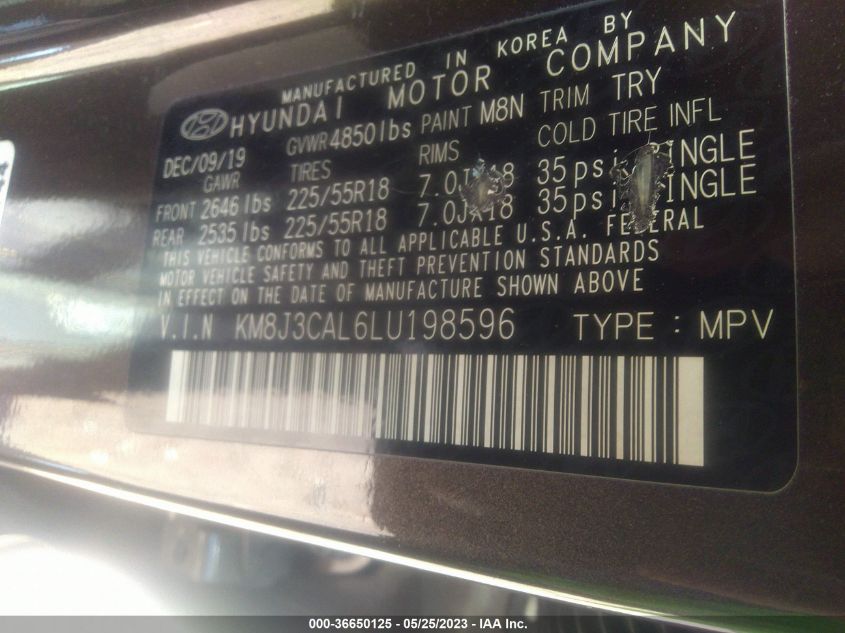 MANUFACTURED IN KOREA BY
HYUNDAI MOTOR COMPANY
DEC/09/19 GVWR 4850 lbs PAINT M8N TRIM TRY
GAWR TIRES RIMS COLD TIRE INFL
FRONT 2646 lbs 225/55R18 35 psi
REAR 2535 lbs 225/55R18 35 psi
THIS VEHICLE CONFORMS TO ALL APPLICABLE U.S.A. FEDERAL
MOTOR VEHICLE SAFETY AND THEFT PREVENTION STANDARDS
IN EFFECT ON THE DATE OF MANUFACTURE SHOWN ABOVE
V.I.N KM8J3CAL6LU198596 TYPE : MPV
000-36650125 - 05/25/2023 - IAA Inc.